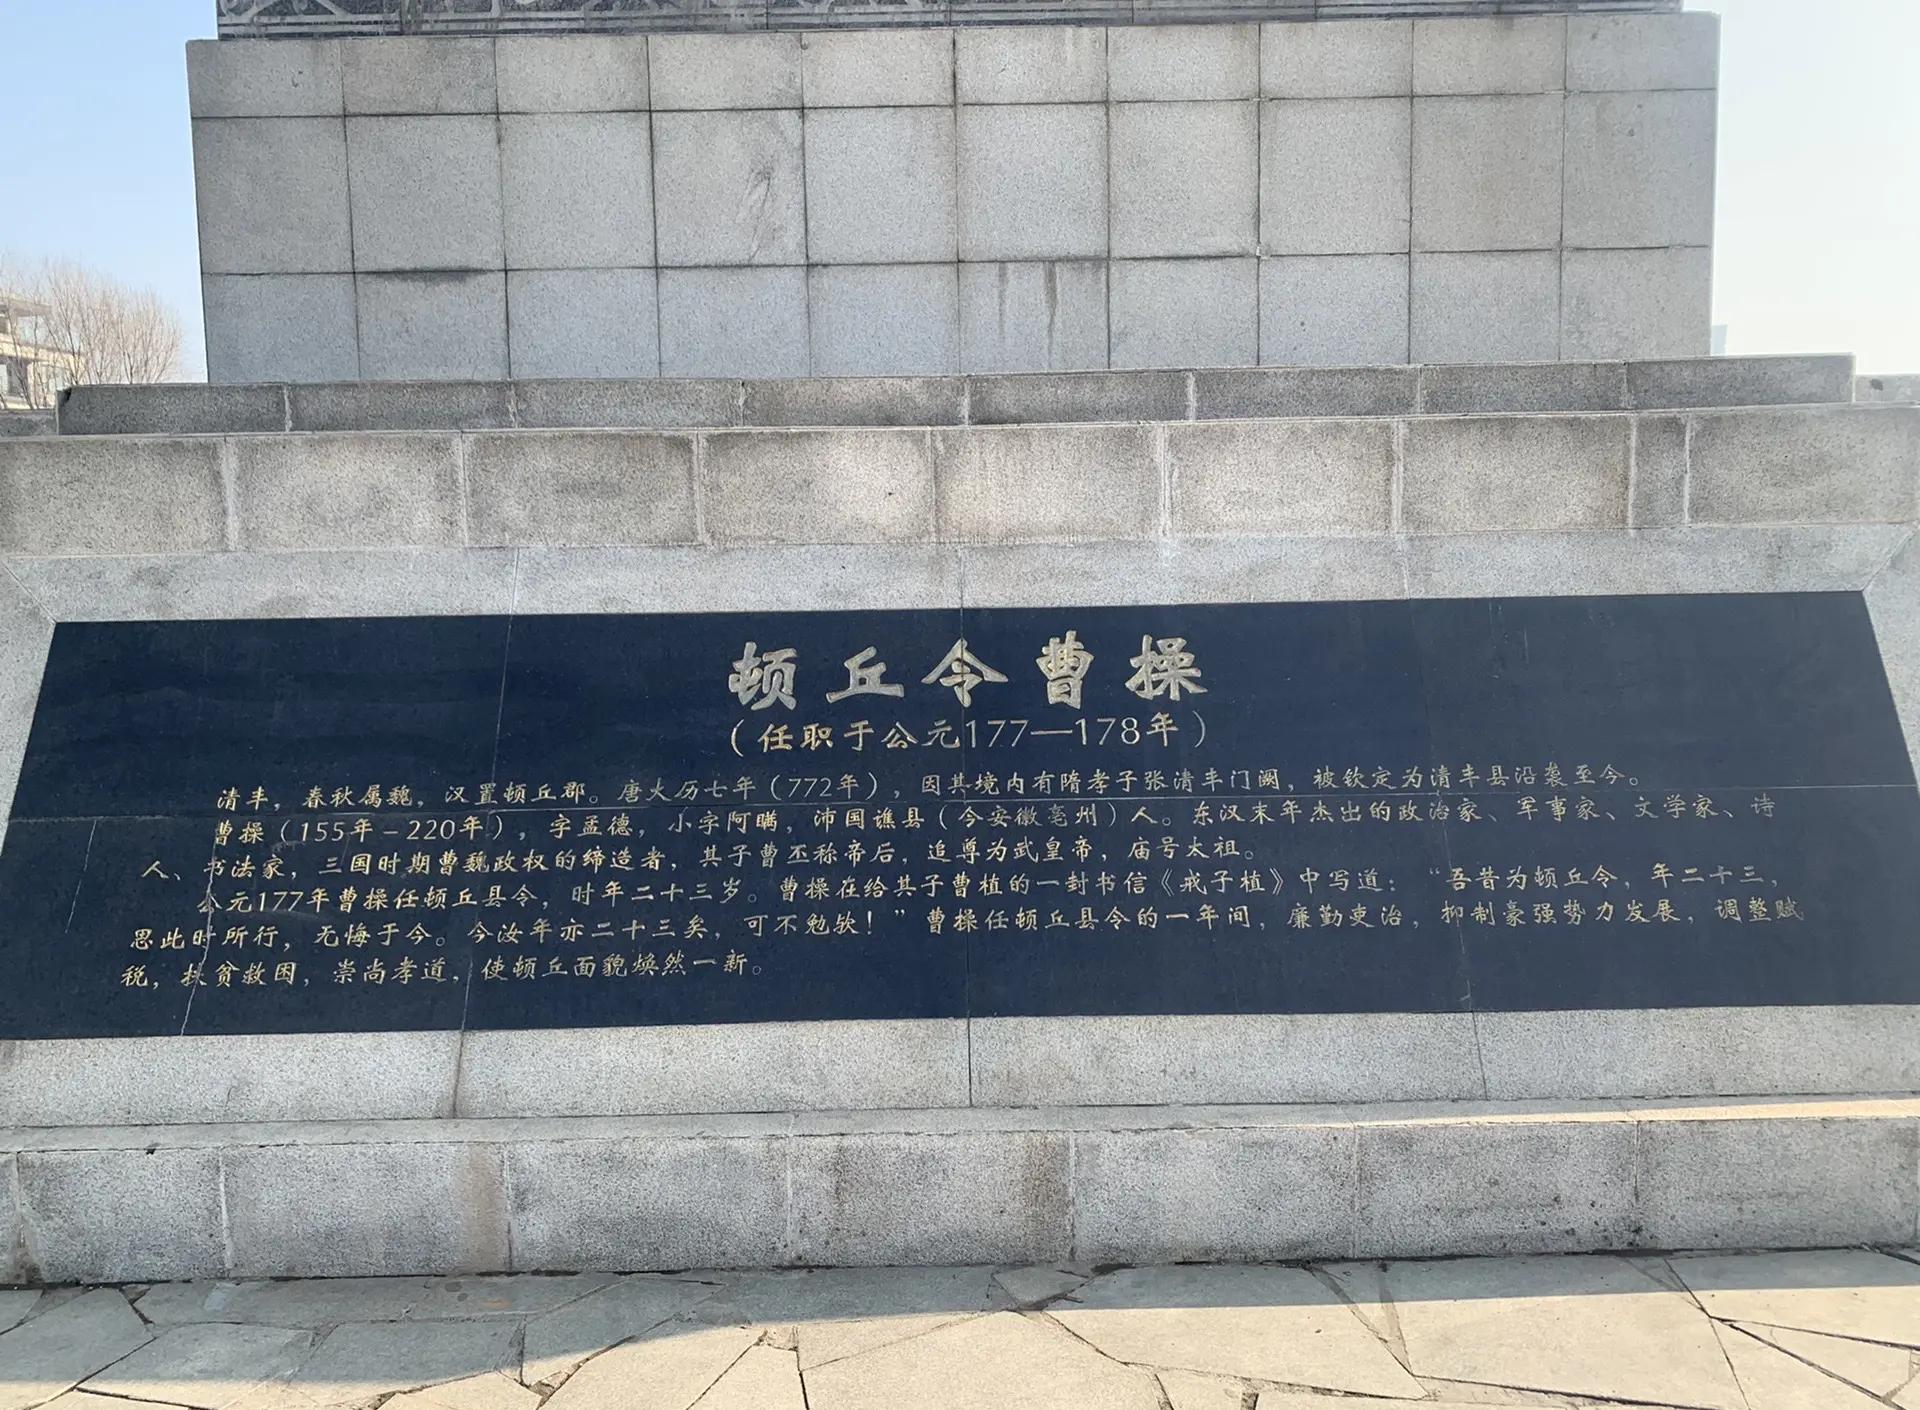 顿丘令曹操
（任职于公元177—178年）
清丰，春秋属魏，汉置顿丘郡。唐大历七年（772年），因其境内有隋孝子张清丰门阙，被钦定为清丰县沿袭至今。
曹操（155年－220年），字孟德，小字阿瞒，沛国谯县（今安徽亳州）人。东汉末年杰出的政治家、军事家、文学家、诗
人、书法家，三国时期曹魏政权的缔造者，其子曹丕称帝后，追尊为武皇帝，庙号太祖。
公元177年曹操任顿丘县令，时年二十三岁。曹操在给其子曹植的一封书信《戒子植》中写道：“吾昔为顿丘令，年二十三，
思此时所行，无悔于今。今汝年亦二十三矣，可不勉欤！”曹操任顿丘县令的一年间，廉勤吏治，抑制豪强势力发展，调整赋
税，扶贫救困，崇尚孝道，使顿丘面貌焕然一新。